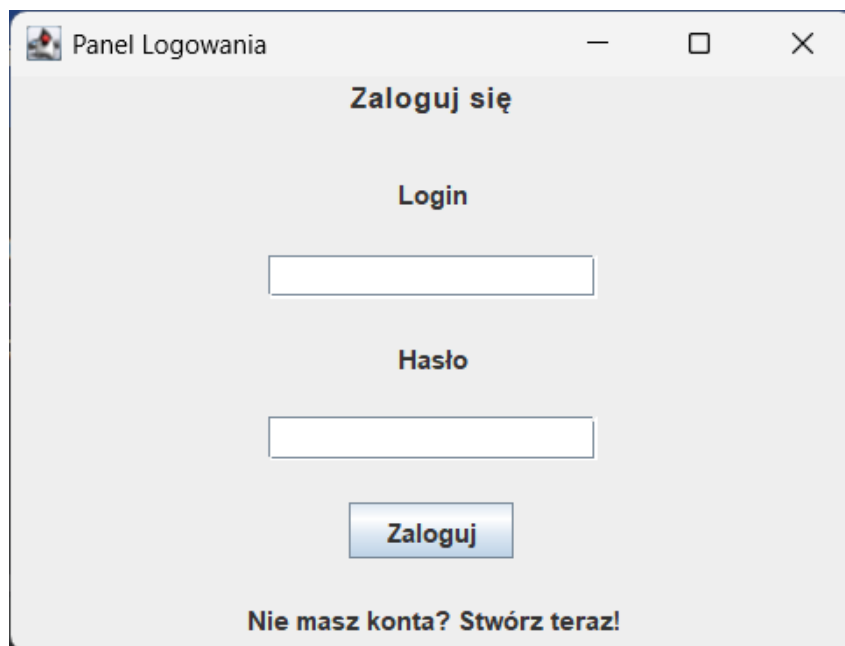 Panel Logowania
Zaloguj się
Login
Hasło
Zaloguj
Nie masz konta? Stwórz teraz!